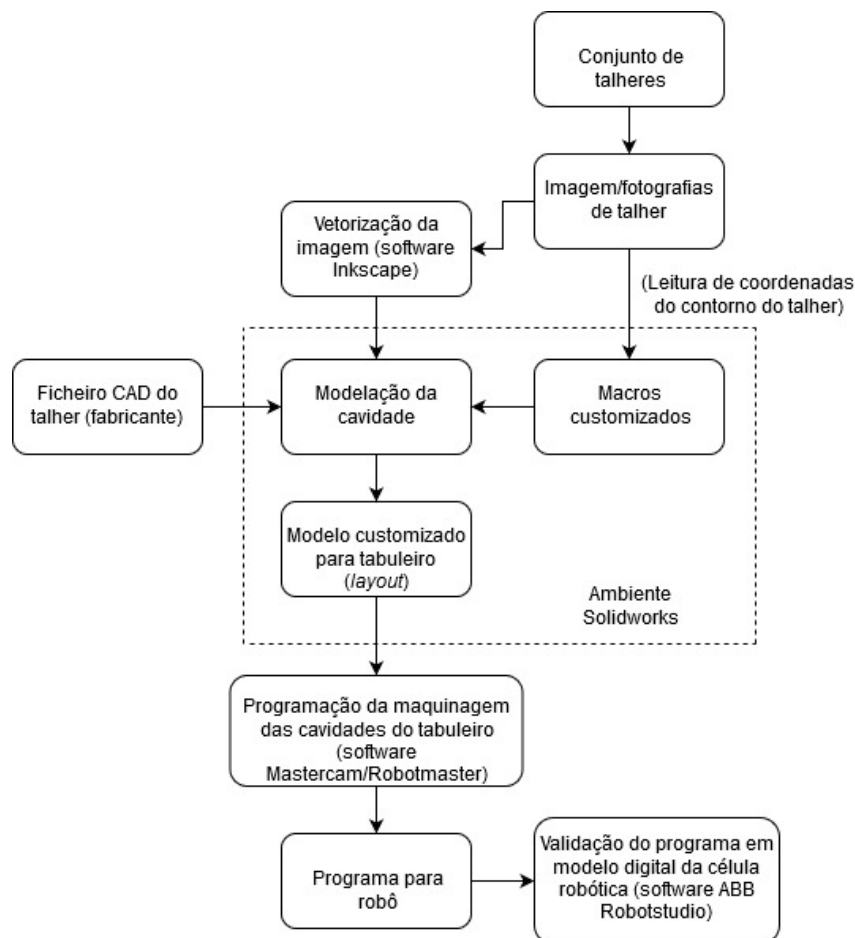 Conjunto de
talheres
Imagem/fotografias
de talher
Vetorização da
imagem (software
Inkscape)
(Leitura de coordenadas
do contorno do talher)
Ficheiro CAD do
talher (fabricante)
Modelação da
cavidade
Macros
customizados
Modelo customizado
para tabuleiro
(layout)
Ambiente
Solidworks
Programação da maquinagem
das cavidades do tabuleiro
(software
Mastercam/Robotmaster)
Programa para
robô
Validação do programa em
modelo digital da célula
robótica (software ABB
Robotstudio)